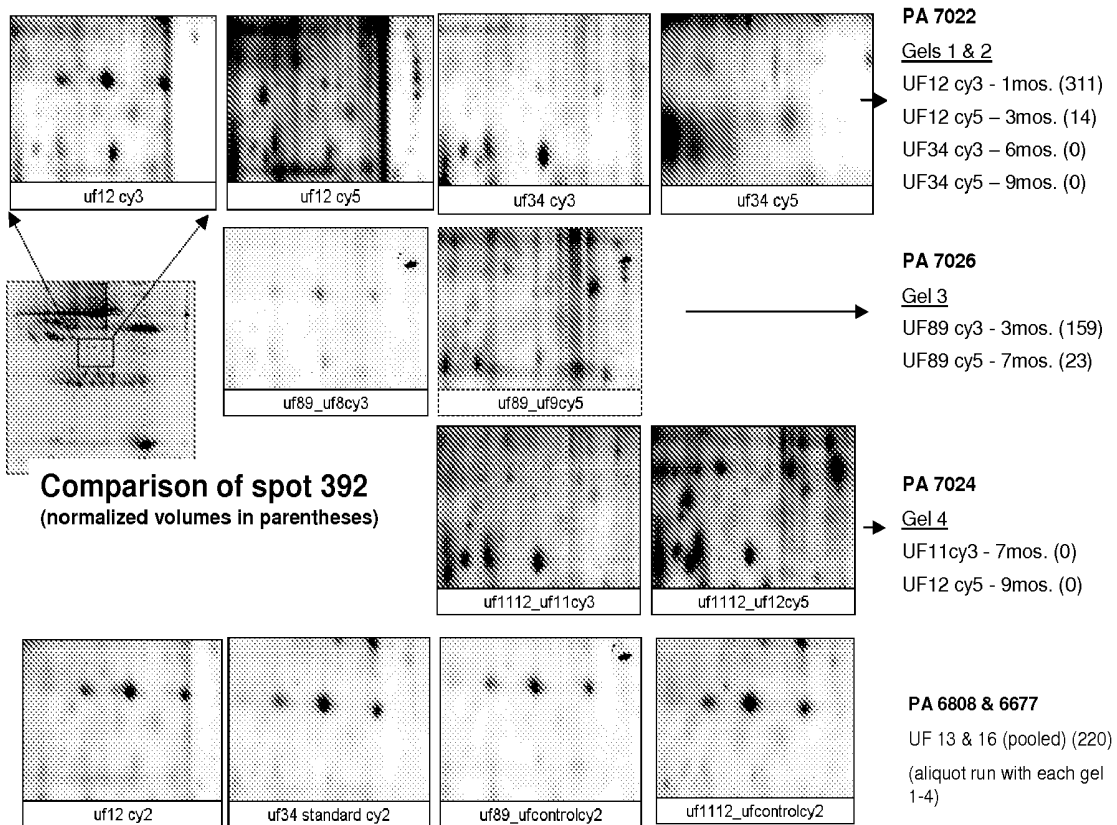 uf12 cy3
uf12 cy5
uf34 cy3
uf34 cy5
PA 7022
Gels 1 & 2
UF12 cy3 - 1mos. (311)
UF12 cy5 – 3mos. (14)
UF34 cy3 – 6mos. (0)
UF34 cy5 – 9mos. (0)
uf89_uf8cy3
uf89_uf9cy5
PA 7026
Gel 3
UF89 cy3 - 3mos. (159)
UF89 cy5 - 7mos. (23)
Comparison of spot 392
(normalized volumes in parentheses)
uf1112_uf11cy3
uf1112_uf12cy5
PA 7024
Gel 4
UF11cy3 - 7mos. (0)
UF12 cy5 - 9mos. (0)
uf12 cy2
uf34 standard cy2
uf89_ufcontrolcy2
uf1112_ufcontrolcy2
PA 6808 & 6677
UF 13 & 16 (pooled) (220)
(aliquot run with each gel
1-4)